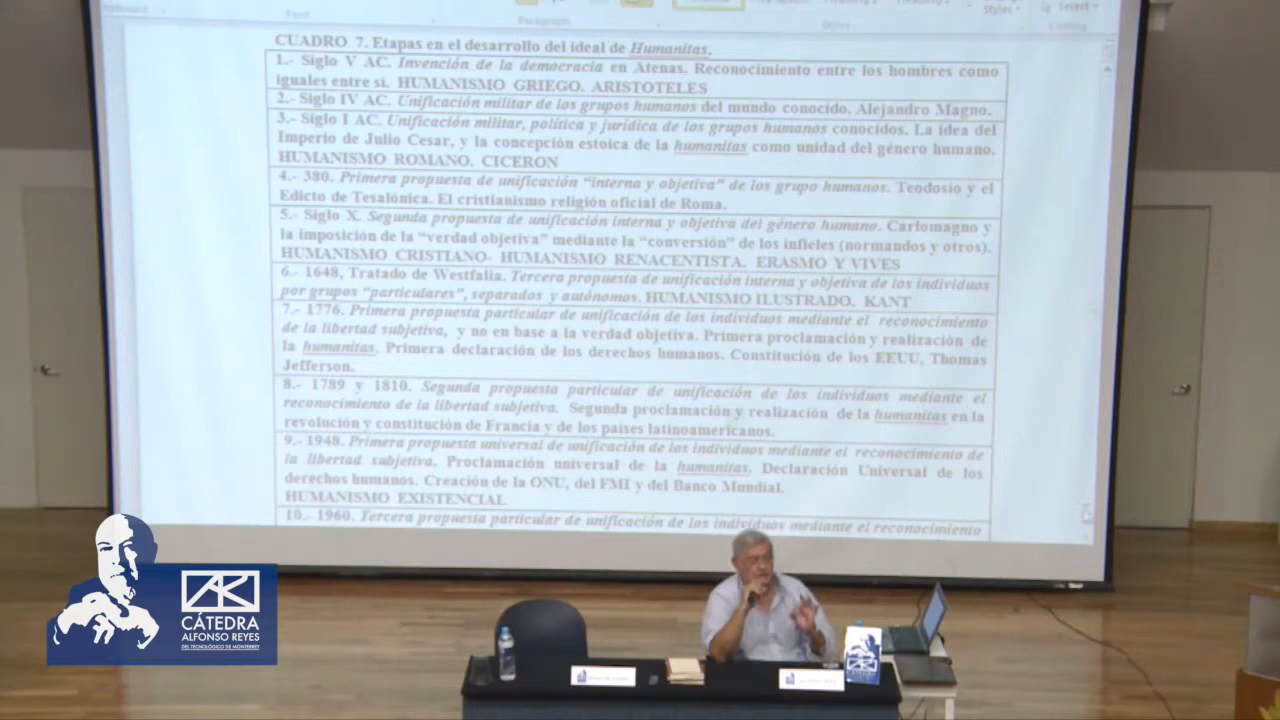 Paragraph
Styles
CUADRO 7. Etapas en el desarrollo del ideal de Humanitas,
1.- Siglo V AC. Invención de la democracia en Atenas. Reconocimiento entre los hombres como
iguales entre si. HUMANISMO GRIEGO. ARISTOTELES
2.- Siglo IV AC. Unificación militar de los grupos humanos del mundo conocido. Alejandro Magno.
3.- Siglo I AC. Unificación militar, política y jurídica de los grupos humanos conocidos. La idea del
Imperio de Julio Cesar, y la concepción estoica de la humanitas como unidad del género humano.
HUMANISMO ROMANO. CICERON
4.- 380. Primera propuesta de unificación “interna y objetiva” de los grupo humanos. Teodosio y el
Edicto de Tesalónica. El cristianismo religión oficial de Roma.
5.- Siglo X. Segunda propuesta de unificación interna y objetiva del género humano. Carlomagno y
la imposición de la “verdad objetiva” mediante la “conversión” de los infieles (normandos y otros).
HUMANISMO CRISTIANO- HUMANISMO RENACENTISTA. ERASMO Y VIVES
6.- 1648, Tratado de Westfalia. Tercera propuesta de unificación interna y objetiva de los individuos
por grupos “particulares”, separados y autónomos. HUMANISMO ILUSTRADO. KANT
7.- 1776. Primera propuesta particular de unificación de los individuos mediante el reconocimiento
de la libertad subjetiva, y no en base a la verdad objetiva. Primera proclamación y realización de
la humanitas. Primera declaración de los derechos humanos. Constitución de los EEUU, Thomas
Jefferson.
8.- 1789 y 1810. Segunda propuesta particular de unificación de los individuos mediante el
reconocimiento de la libertad subjetiva. Segunda proclamación y realización de la humanitas en la
revolución y constitución de Francia y de los países latinoamericanos.
9.- 1948. Primera propuesta universal de unificación de los individuos mediante el reconocimiento de
la libertad subjetiva. Proclamación universal de la humanitas. Declaración Universal de los
derechos humanos. Creación de la ONU, del FMI y del Banco Mundial.
HUMANISMO EXISTENCIAL
10.- 1960. Tercera propuesta particular de unificación de los individuos mediante el reconocimiento
CÁTEDRA
ALFONSO REYES
DEL TECNOLÓGICO DE MONTERREY
CÁTEDRA